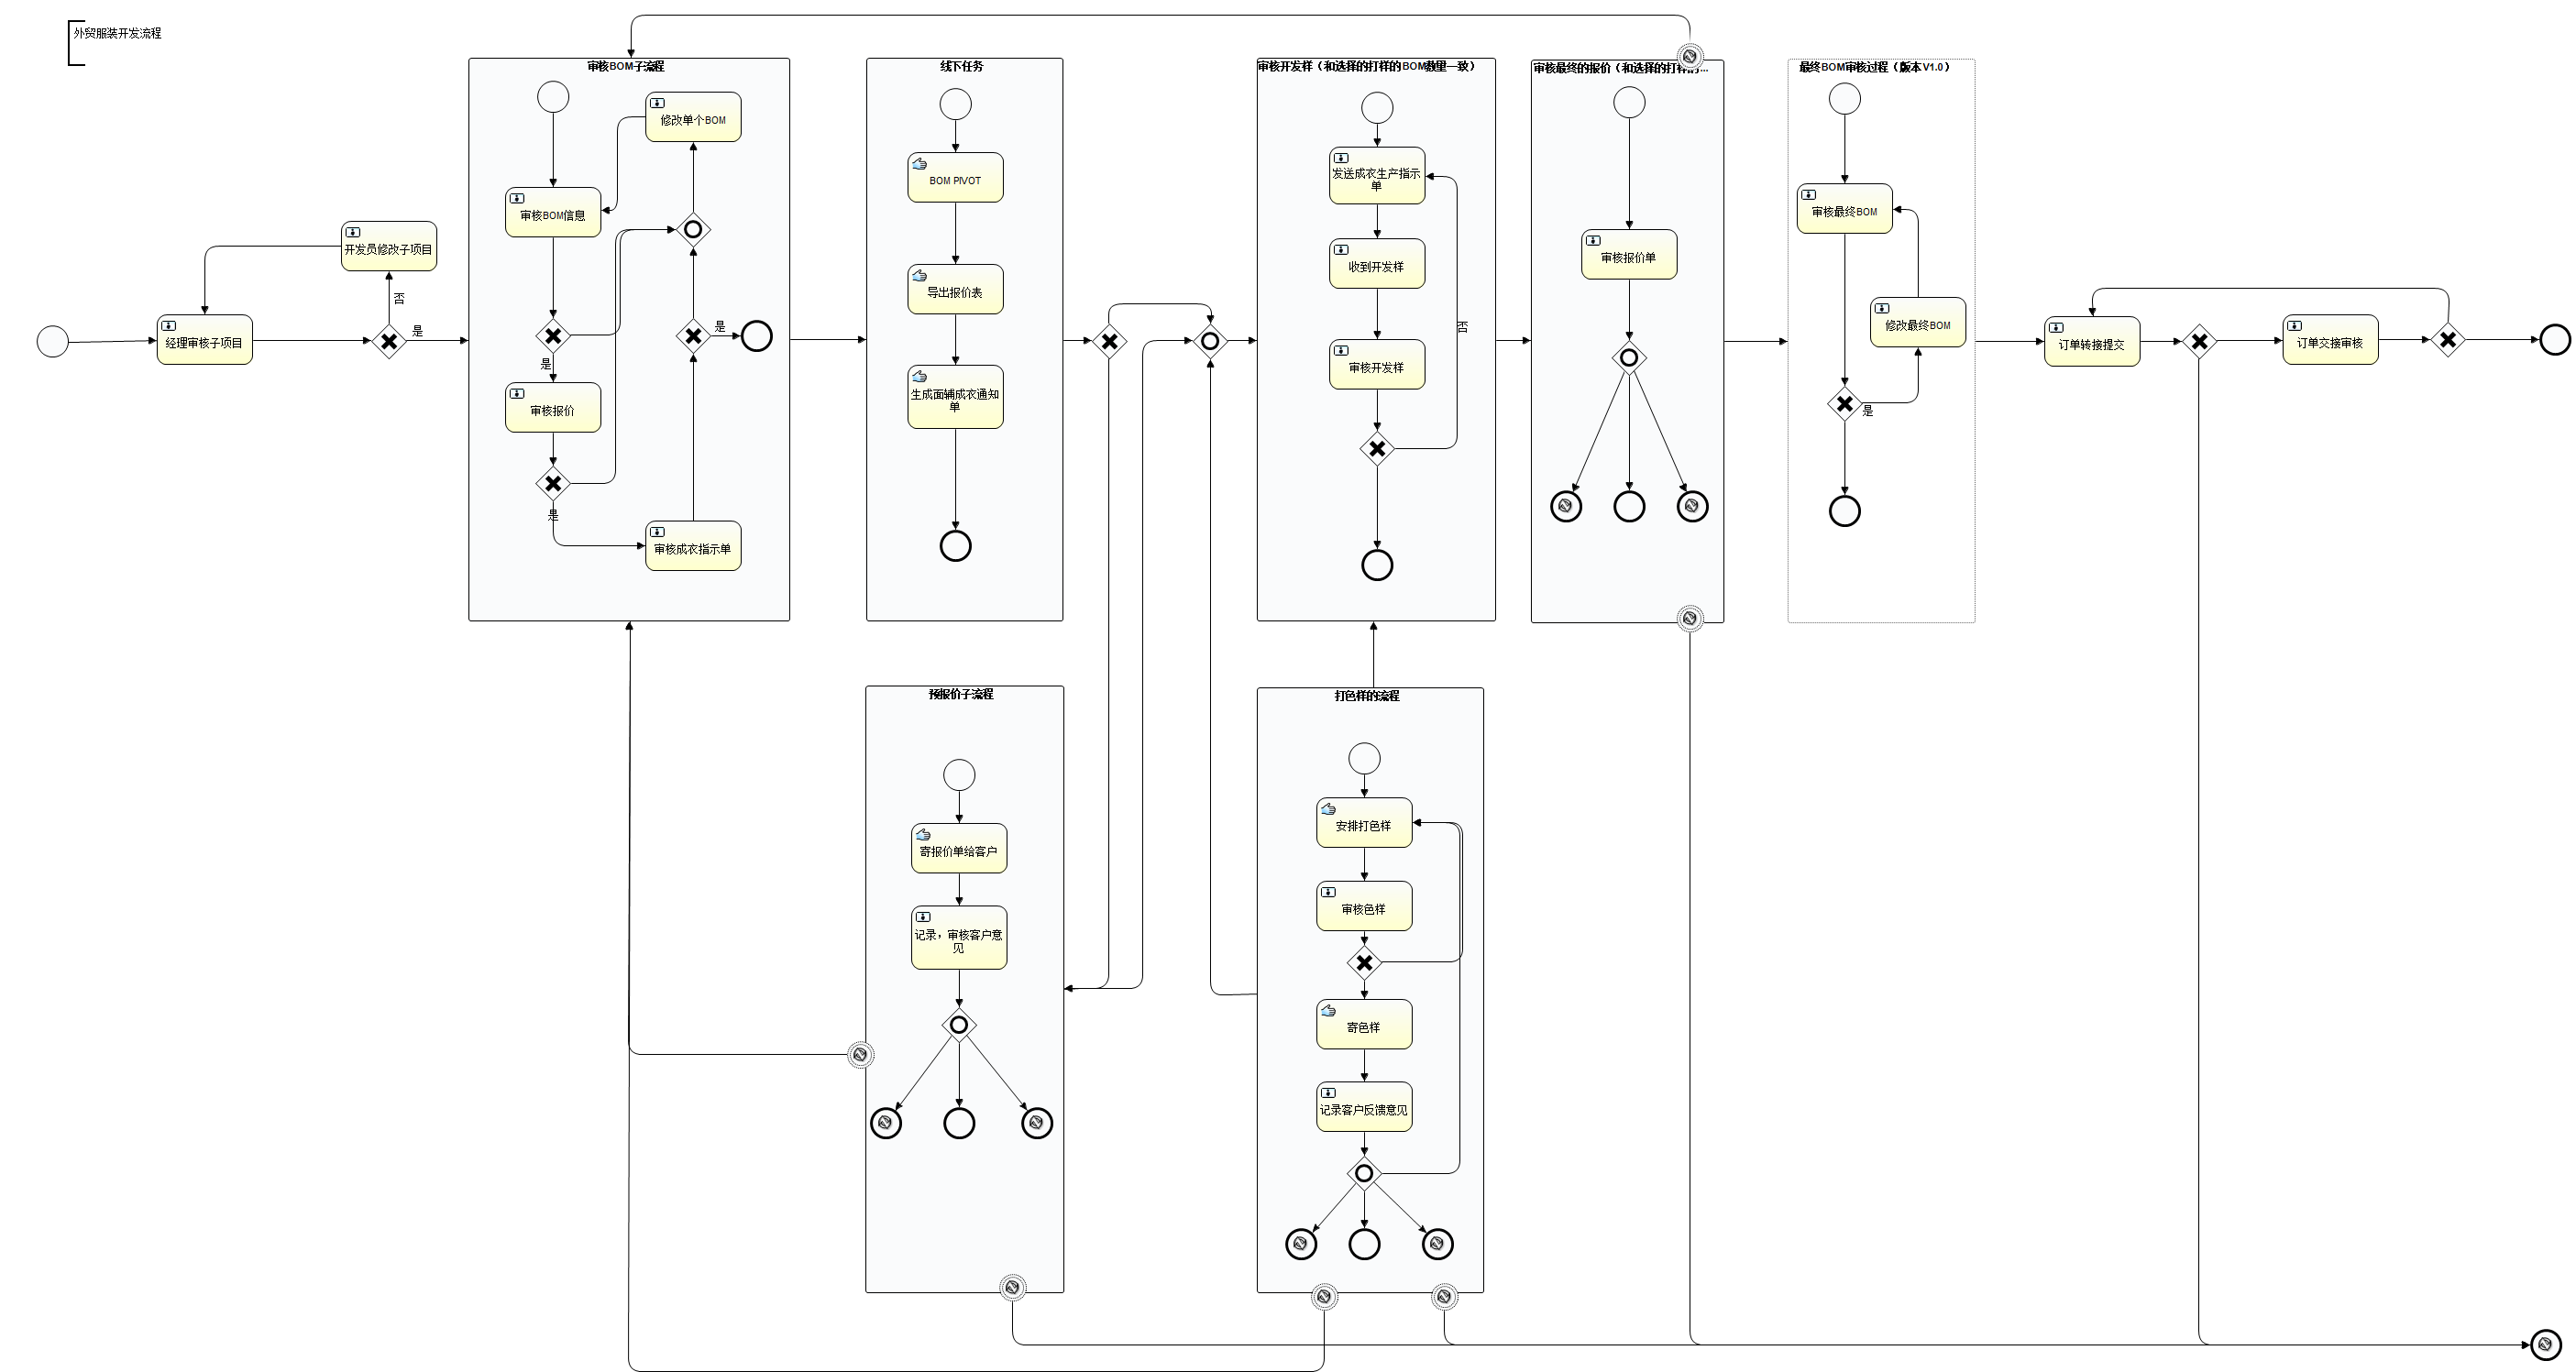 外贸服装开发流程
审核BOM子流程
修改单个BOM
审核BOM信息
是
审核报价
是
审核成衣指示单
是
开发员修改子项目
否
经理审核子项目
是
线下任务
BOM PIVOT
导出报价表
生成面辅成衣通知
单
审核开发样（和选择的打样的BOM数里一致）
发送成衣生产指示
单
收到开发样
审核开发样
否
审核最终的报价（和选择的打样的...
审核报价单
最终BOM审核过程（版本V1.0）
审核最终BOM
修改最终BOM
是
订单转接提交
订单交接审核
预报价子流程
寄报价单给客户
记录，审核客户意
见
打色样的流程
安排打色样
审核色样
寄色样
记录客户反馈意见